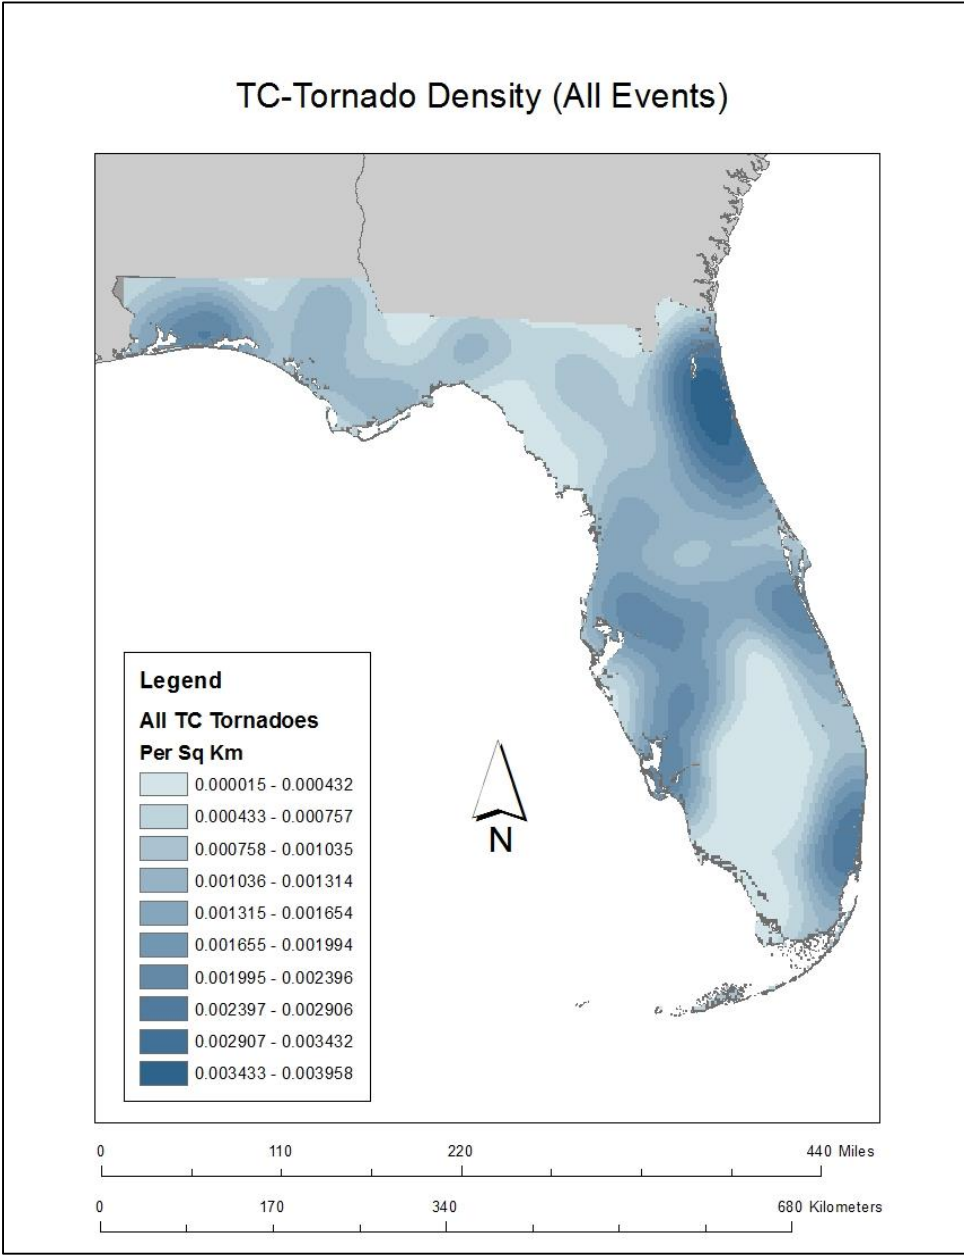 TC-Tornado Density (All Events)
Legend
All TC Tornadoes
Per Sq Km
0.000015 - 0.000432
0.000433 - 0.000757
0.000758 - 0.001035
0.001036 - 0.001314
0.001315 - 0.001654
0.001655 - 0.001994
0.001995 - 0.002396
0.002397 - 0.002906
0.002907 - 0.003432
0.003433 - 0.003958
N
0 110 220 440 Miles
0 170 340 680 Kilometers